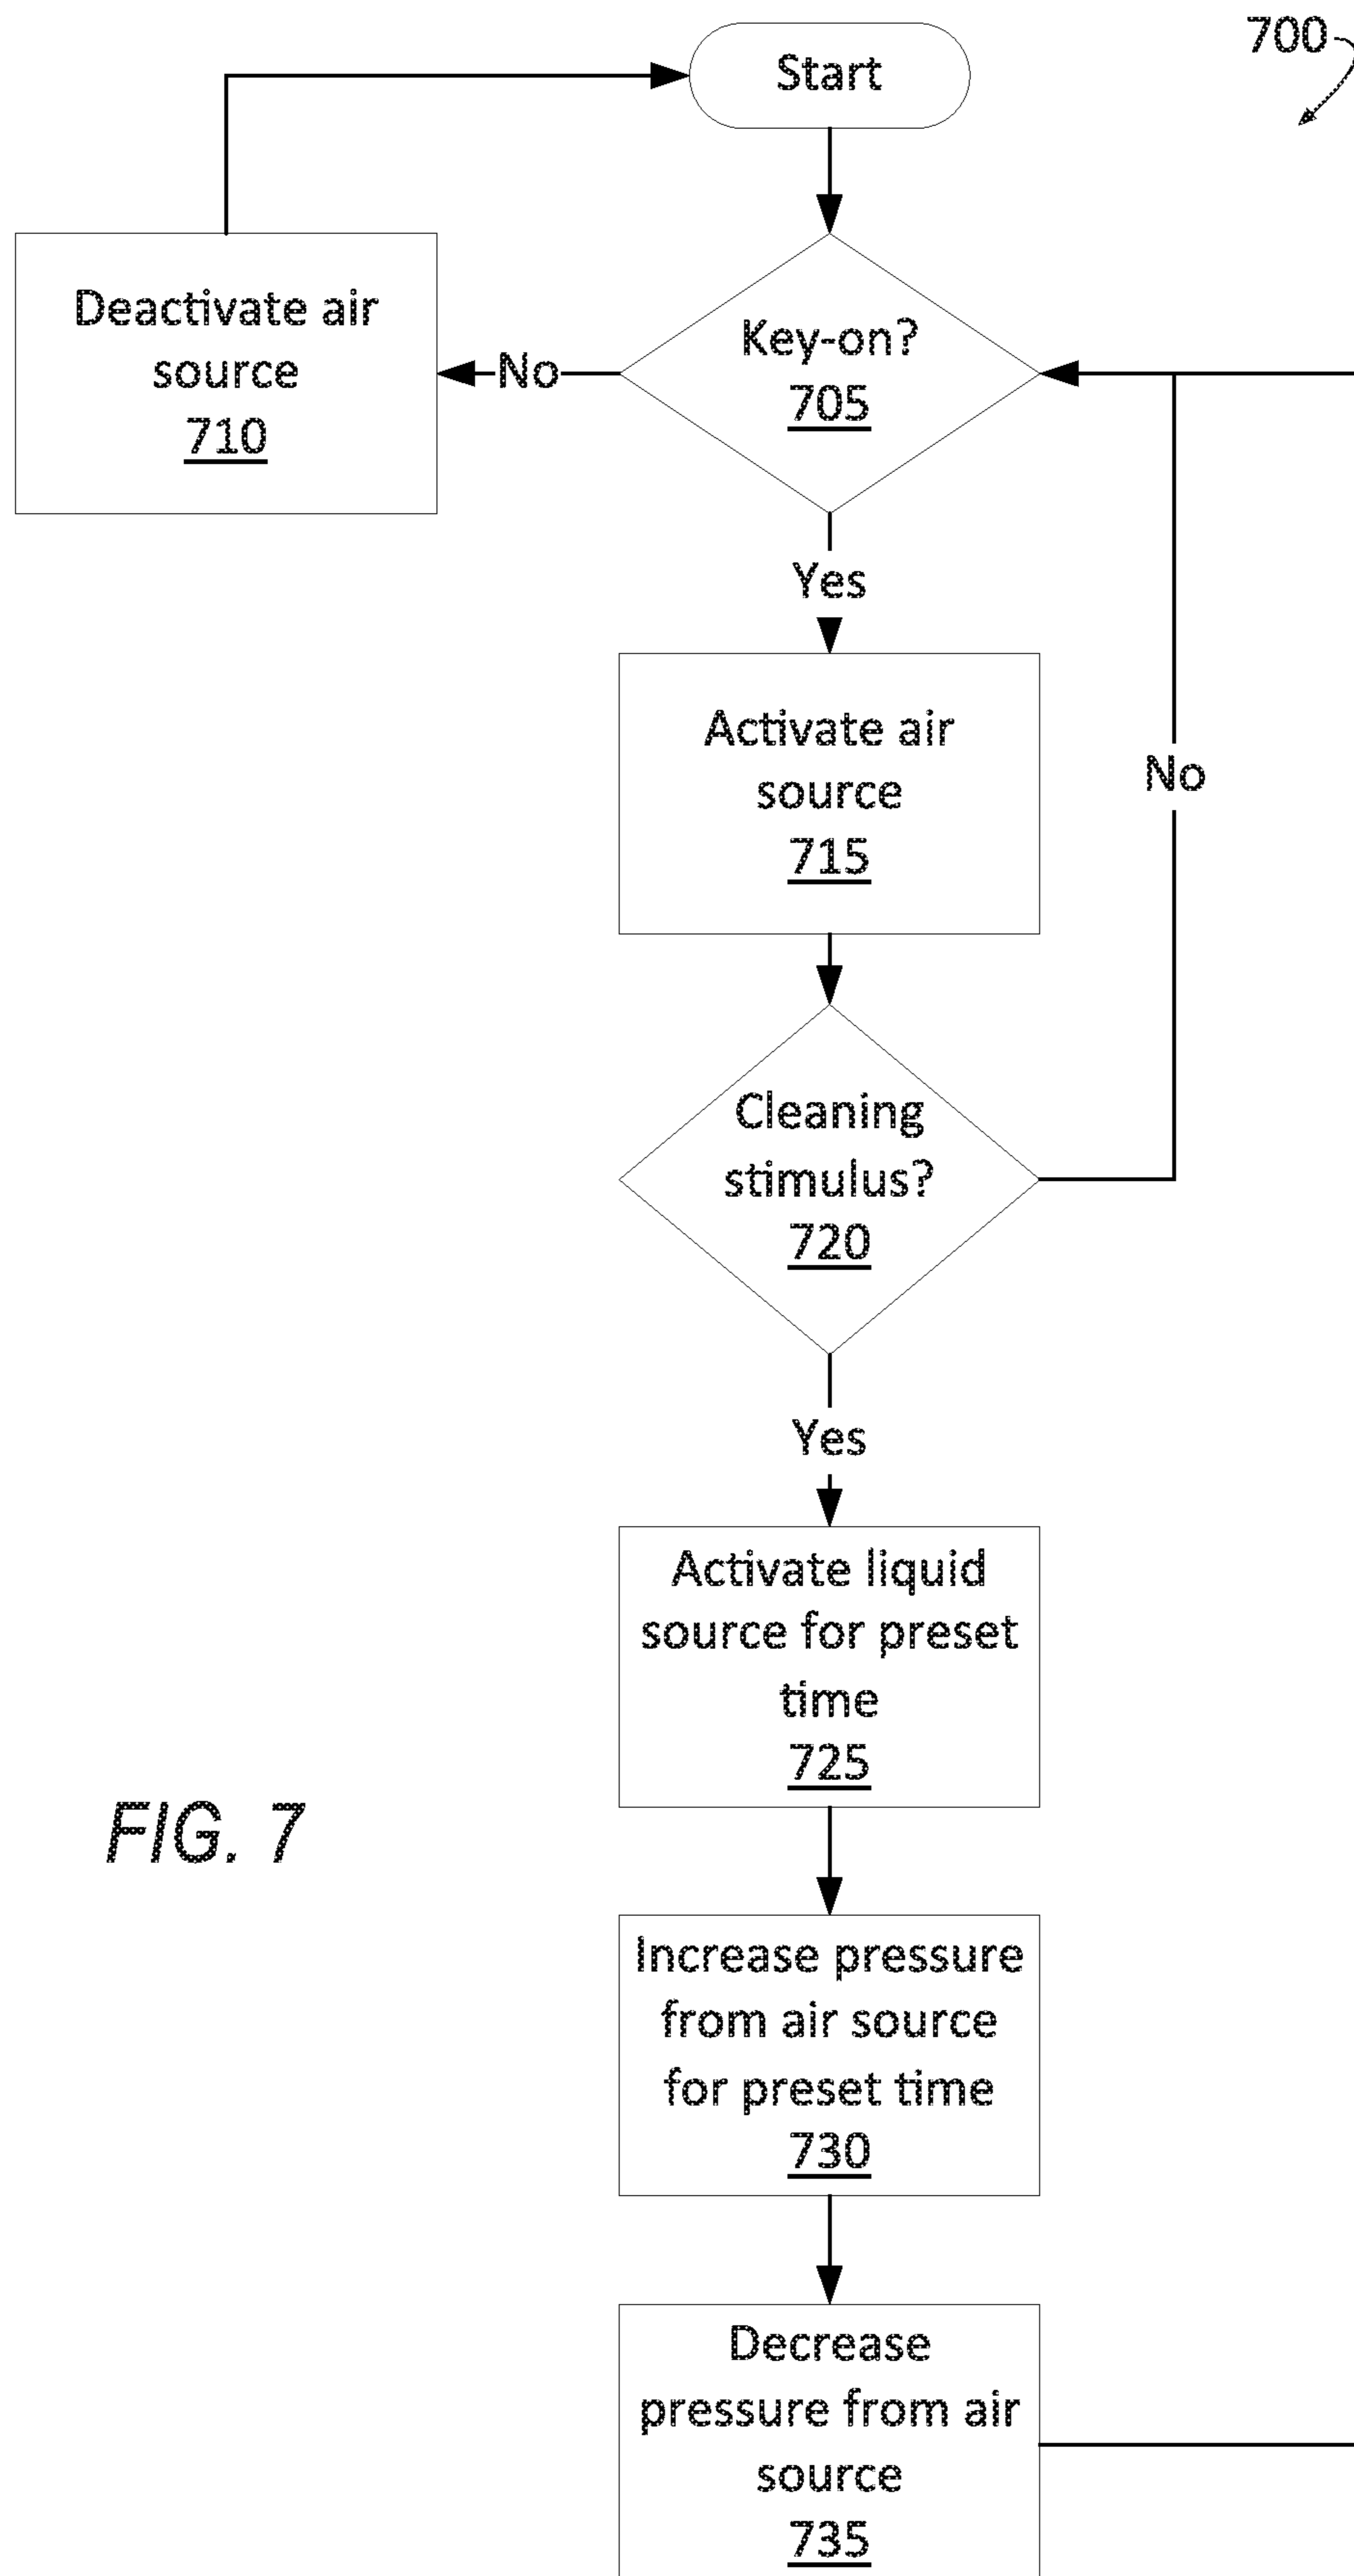 700
Start
Key-on?
705
No
Deactivate air
source
710
Yes
Activate air
source
715
No
Cleaning
stimulus?
720
Yes
Activate liquid
source for preset
time
725
FIG. 7
Increase pressure
from air source
for preset time
730
Decrease
pressure from air
source
735